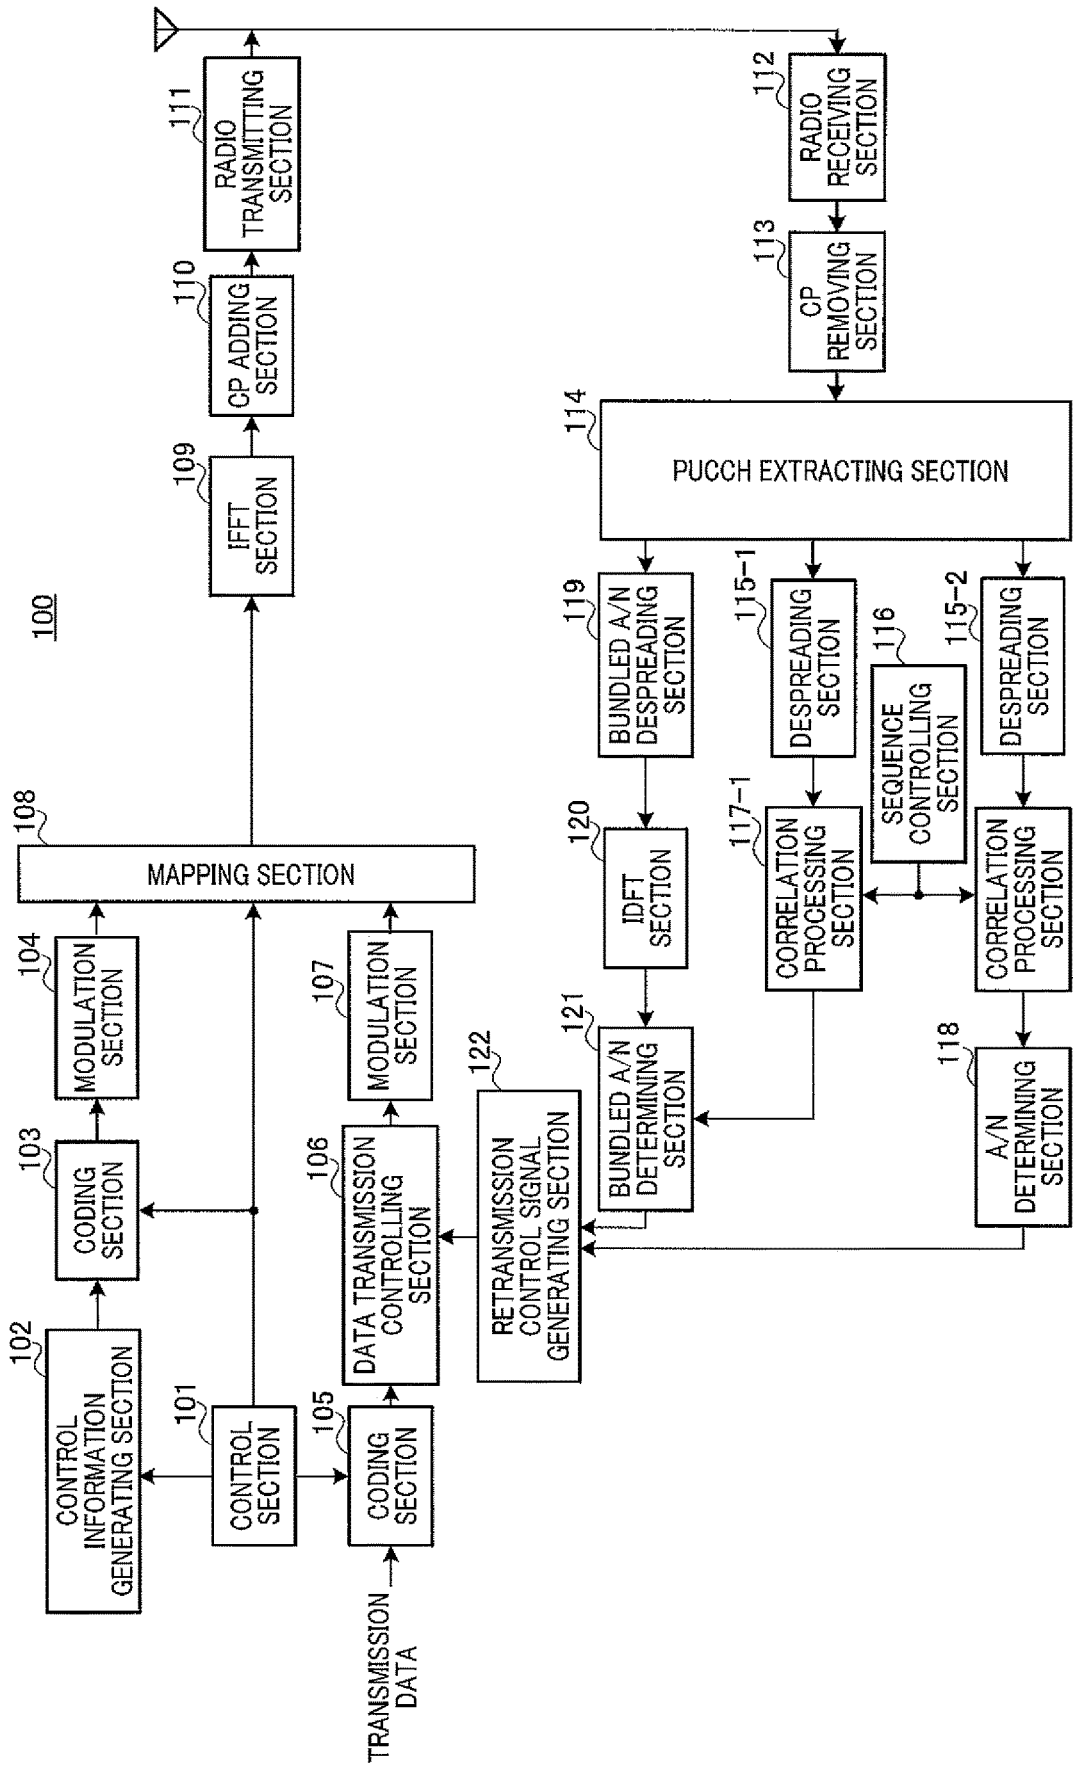 100
102
CONTROL
INFORMATION
GENERATING SECTION
103
CODING
SECTION
104
MODULATION
SECTION
108
MAPPING SECTION
109
IFFT
SECTION
110
CP ADDING
SECTION
111
RADIO
TRANSMITTING
SECTION
101
CONTROL
SECTION
TRANSMISSION
DATA
105
CODING
SECTION
106
DATA TRANSMISSION
CONTROLLING
SECTION
107
MODULATION
SECTION
122
RETRANSMISSION
CONTROL SIGNAL
GENERATING SECTION
121
BUNDLED A/N
DETERMINING
SECTION
120
IDFT
SECTION
119
BUNDLED A/N
DESPREADING
SECTION
114
PUCCH EXTRACTING SECTION
113
CP
REMOVING
SECTION
112
RADIO
RECEIVING
SECTION
117-1
CORRELATION
PROCESSING
SECTION
115-1
DESPREADING
SECTION
116
SEQUENCE
CONTROLLING
SECTION
118
A/N
DETERMINING
SECTION
CORRELATION
PROCESSING
SECTION
115-2
DESPREADING
SECTION